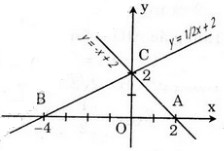 y
y = 1/2x + 2
y = -x + 2
C
2
B
A
x
-4
O
2